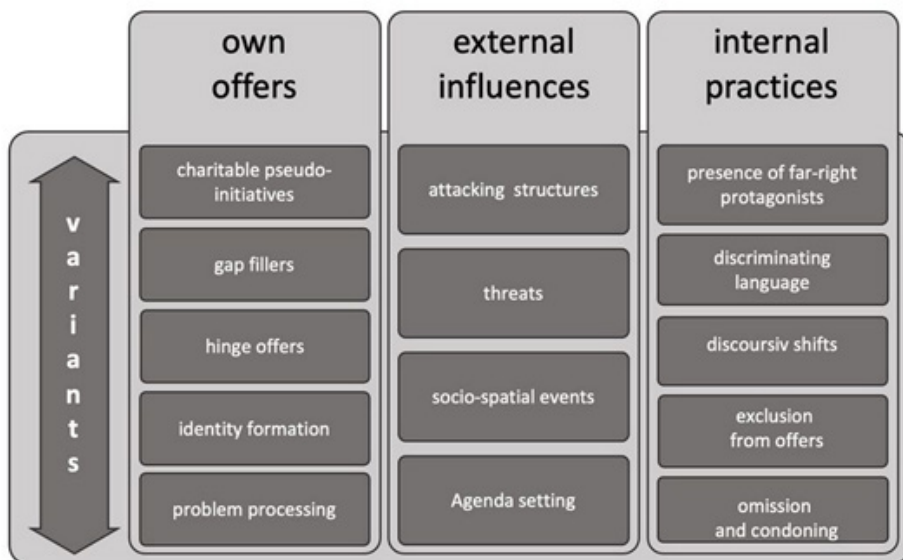 own
offers
external
influences
internal
practices
variants
charitable pseudo-
initiatives
gap fillers
hinge offers
identity formation
problem processing
attacking structures
threats
socio-spatial events
Agenda setting
presence of far-right
protagonists
discriminating
language
discoursiv shifts
exclusion
from offers
omission
and condoning